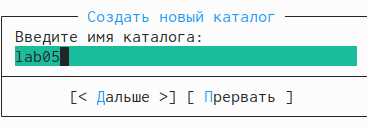 Создать новый каталог
Введите имя каталога:
lab05
[< Дальше >] [ Прервать ]